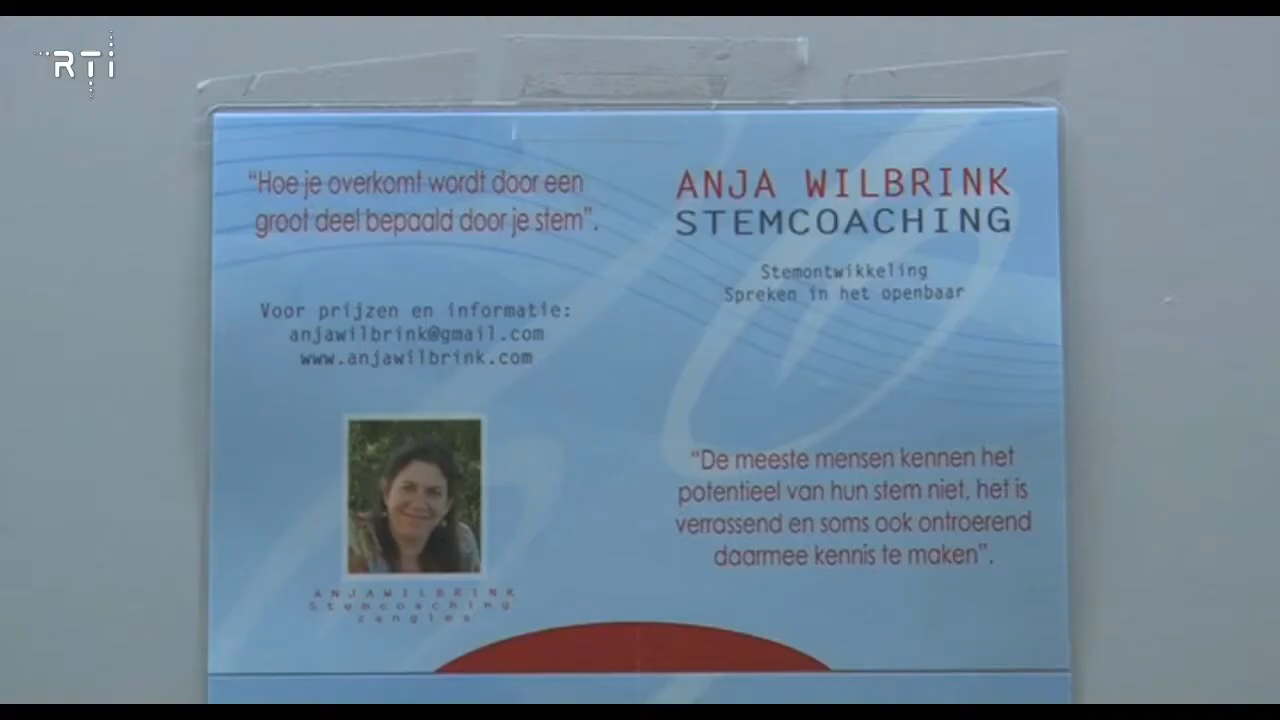 RTi
"Hoe je overkomt wordt door een
groot deel bepaald door je stem".
Voor prijzen en informatie:
anjawilbrink@gmail.com
www.anjawilbrink.com
ANJAWILBRINK
Stemcoaching
zangles
ANJA WILBRINK
STEMCOACHING
Stemontwikkeling
Spreken in het openbaar
"De meeste mensen kennen het
potentieel van hun stem niet, het is
verrassend en soms ook ontroerend
daarmee kennis te maken".